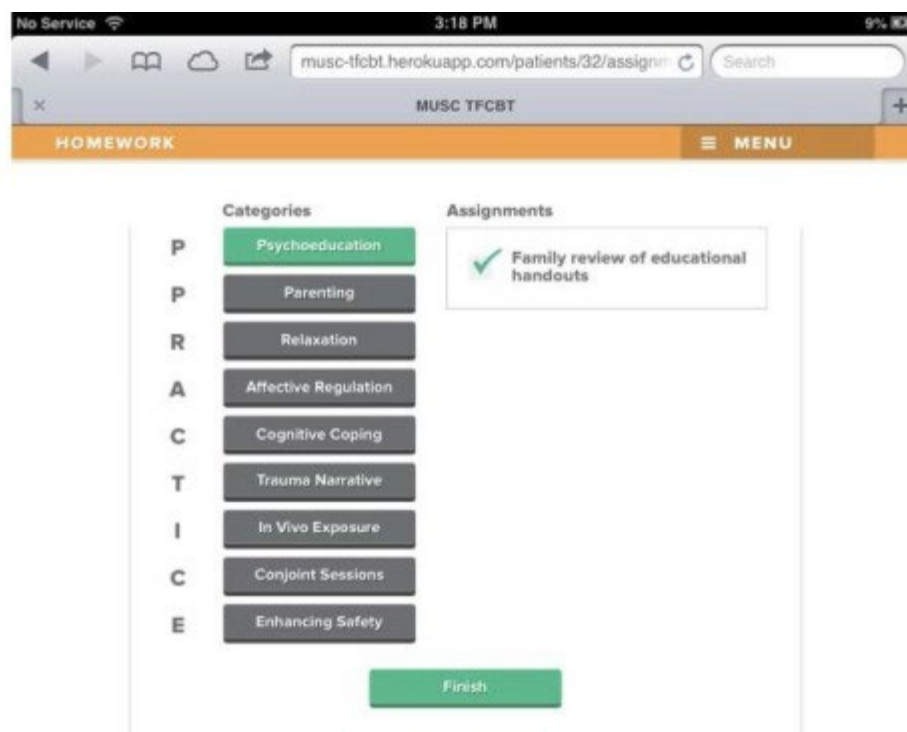 No Service 3:18 PM 9%
musc-tfcbt.herokuapp.com/patients/32/assignm Search
MUSC TFCBT
HOMEWORK MENU
Categories Assignments
P Psychoeducation
Family review of educational
handouts
P Parenting
R Relaxation
A Affective Regulation
C Cognitive Coping
T Trauma Narrative
I In Vivo Exposure
C Conjoint Sessions
E Enhancing Safety
Finish